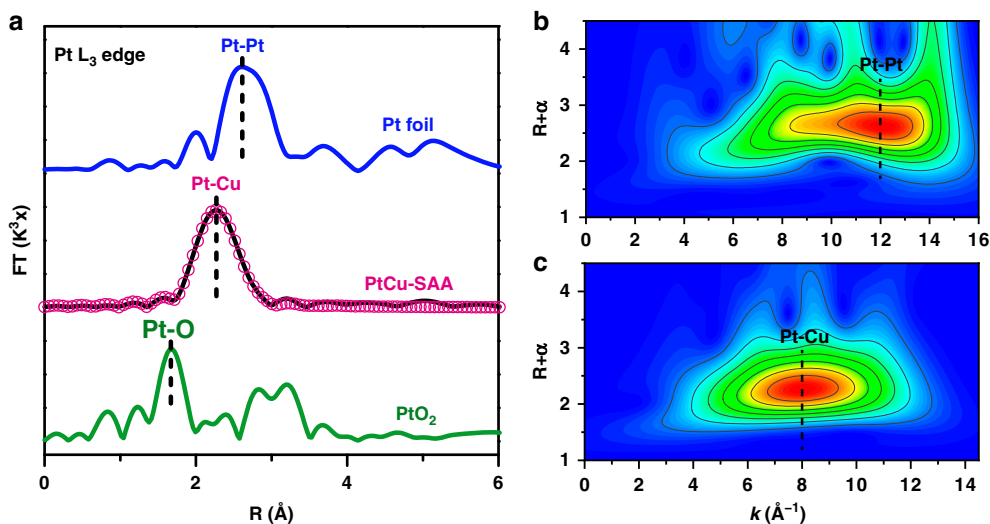 a
Pt L₃ edge
Pt-Pt
Pt foil
Pt-Cu
PtCu-SAA
Pt-O
PtO₂
FT (K³x)
0 2 4 6
R (Å)
b
Pt-Pt
R+α
4
3
2
1
0 2 4 6 8 10 12 14 16
c
Pt-Cu
R+α
4
3
2
1
0 2 4 6 8 10 12 14
k (Å⁻¹)